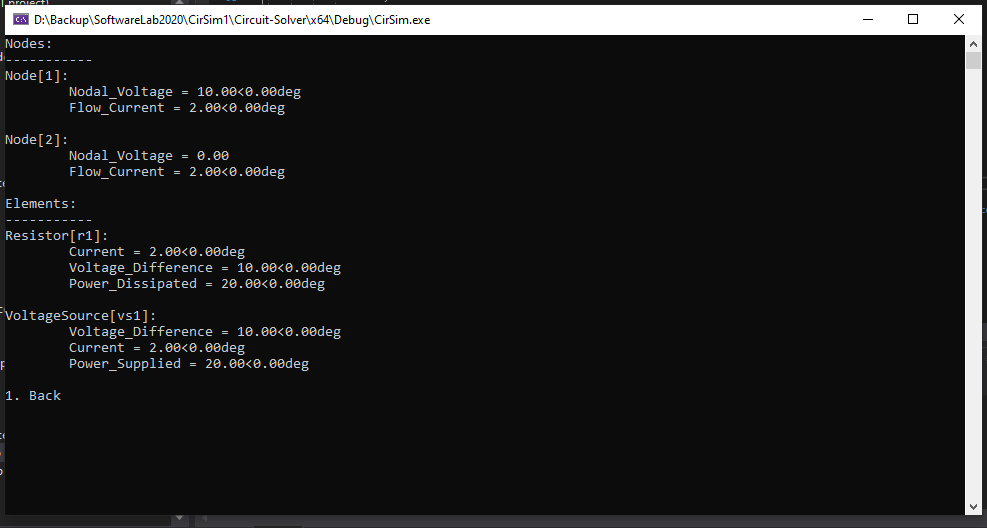 D:\Backup\SoftwareLab2020\CirSim1\Circuit-Solver\x64\Debug\CirSim.exe
Nodes:
-----------
Node[1]:
Nodal_Voltage = 10.00<0.00deg
Flow_Current = 2.00<0.00deg
Node[2]:
Nodal_Voltage = 0.00
Flow_Current = 2.00<0.00deg
Elements:
-----------
Resistor[r1]:
Current = 2.00<0.00deg
Voltage_Difference = 10.00<0.00deg
Power_Dissipated = 20.00<0.00deg
VoltageSource[vs1]:
Voltage_Difference = 10.00<0.00deg
Current = 2.00<0.00deg
Power_Supplied = 20.00<0.00deg
1. Back